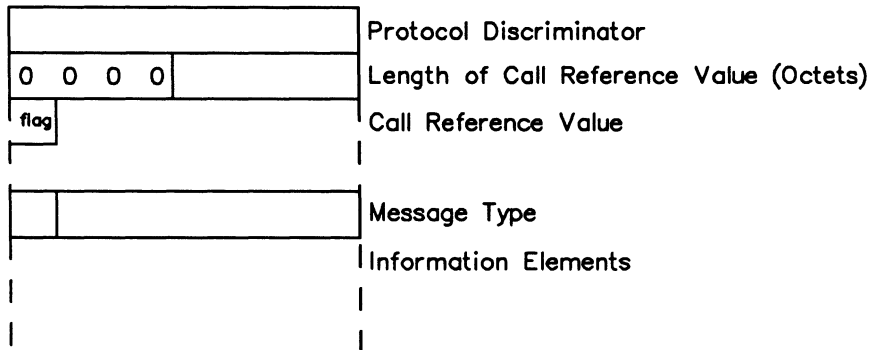 Protocol Discriminator
0 0 0 0 Length of Call Reference Value (Octets)
flag Call Reference Value
Message Type
Information Elements